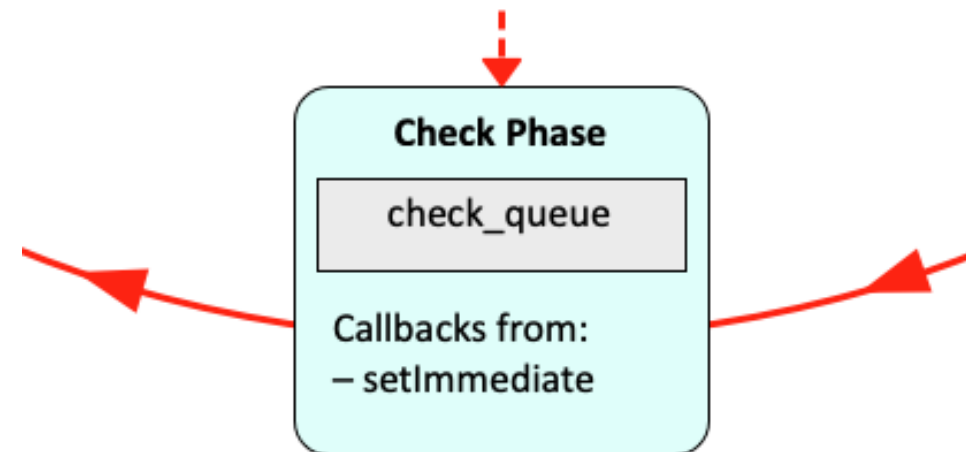 Check Phase
check_queue
Callbacks from:
– setImmediate